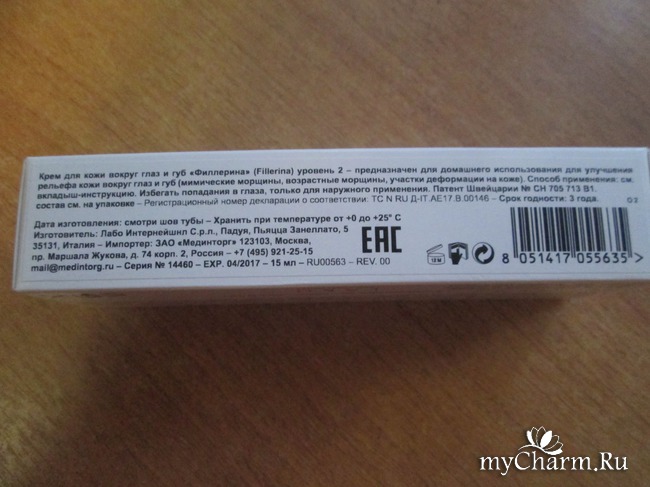 Крем для кожи вокруг глаз и губ «Филлерина» (Fillerina) уровень 2 – предназначен для домашнего использования для улучшения
рельефа кожи вокруг глаз и губ (мимические морщины, возрастные морщины, участки деформации на коже). Способ применения: см.
вкладыш-инструкцию. Избегать попадания в глаза, только для наружного применения. Патент Швейцарии № CH 705 713 B1.
состав см. на упаковке – Регистрационный номер декларации о соответствии: ТС N RU Д-IT.АЕ17.В.00146 – Срок годности: 3 года.
02
Дата изготовления: смотри шов тубы – Хранить при температуре от +0 до +25° C
Изготовитель: Лабо Интернейшнл С.р.л., Падуя, Пьяцца Занеллато, 5
35131, Италия – Импортер: ЗАО «Мединторг» 123103, Москва,
пр. Маршала Жукова, д. 74 корп. 2, Россия – +7 (495) 921-25-15
mail@medintorg.ru – Серия № 14460 – EXP. 04/2017 – 15 мл – RU00563 – REV. 00
EAC
12M
8 051417 055635 >
myCharm.Ru